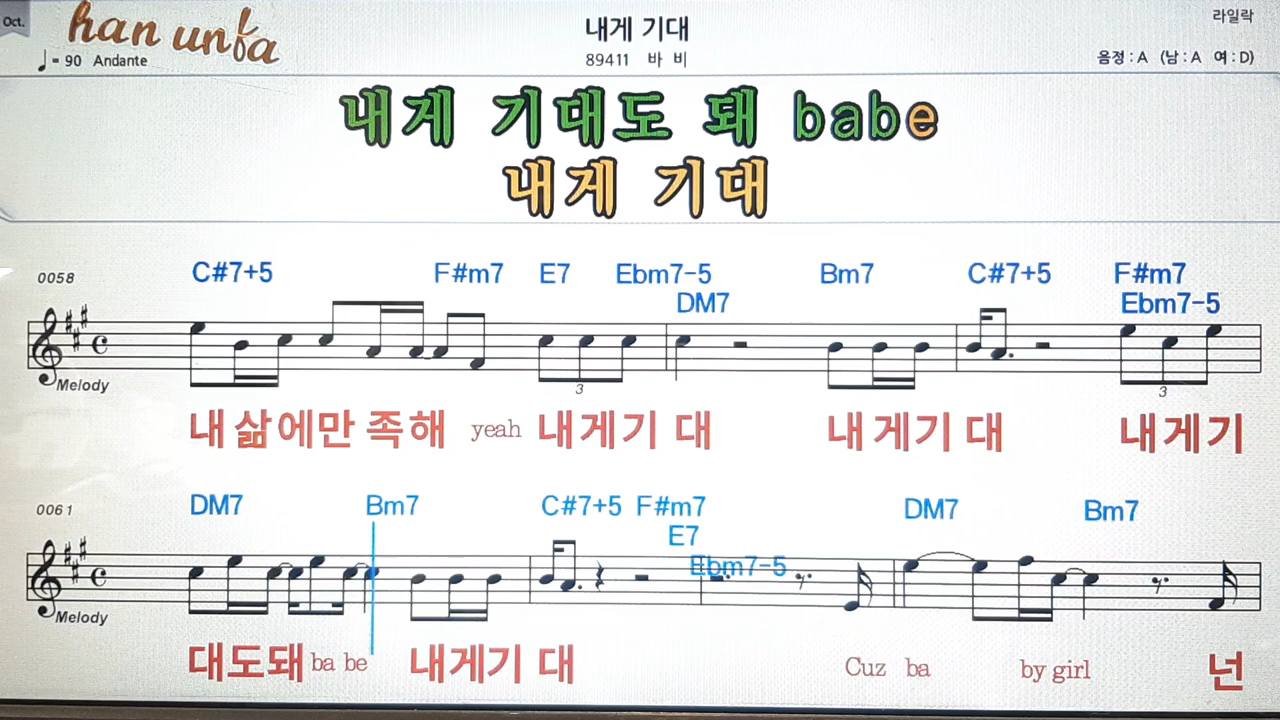 Oct.
han unfa
라일락
내게 기대
♩= 90 Andante
89411 바 비
음정 : A (남 : A 여 : D)
내게 기대도 돼 babe
내게 기대
0058
C#7+5 F#m7 E7 Ebm7-5 Bm7 C#7+5 F#m7
DM7 Ebm7-5
Melody
3 3
내 삶에만 족해 yeah 내게기 대 내 게기 대 내게기
0061
DM7 Bm7 C#7+5 F#m7 DM7 Bm7
E7
Ebm7-5
Melody
대도돼 ba be 내게기 대 Cuz ba by girl 넌